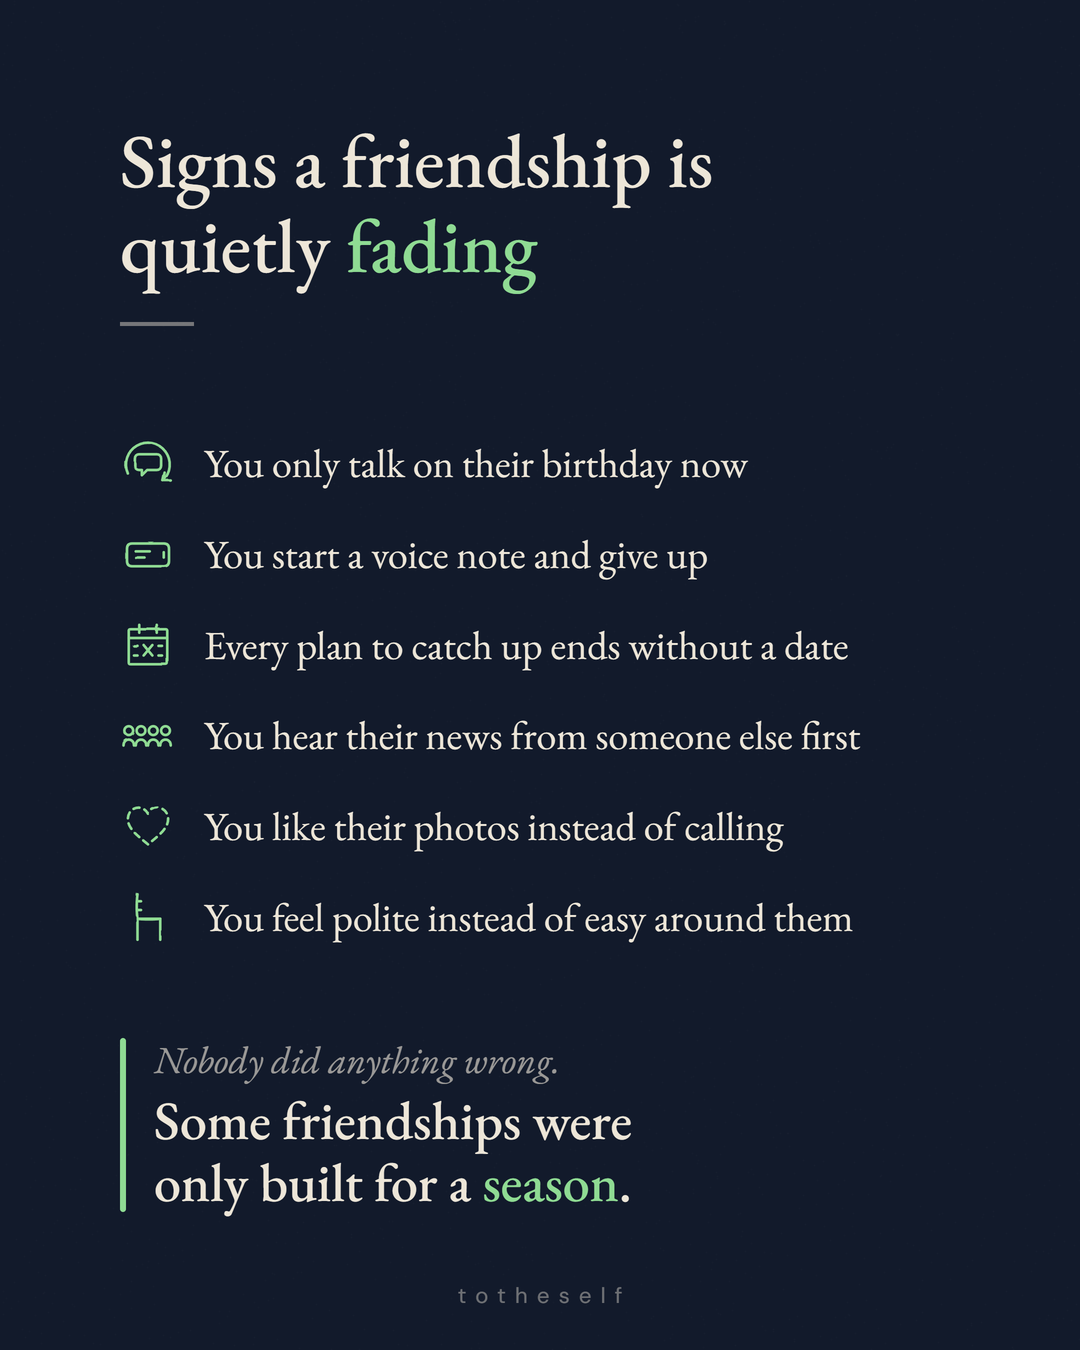 Signs a friendship is
quietly fading
You only talk on their birthday now
You start a voice note and give up
Every plan to catch up ends without a date
You hear their news from someone else first
You like their photos instead of calling
You feel polite instead of easy around them
Nobody did anything wrong.
Some friendships were
only built for a season.
totheself